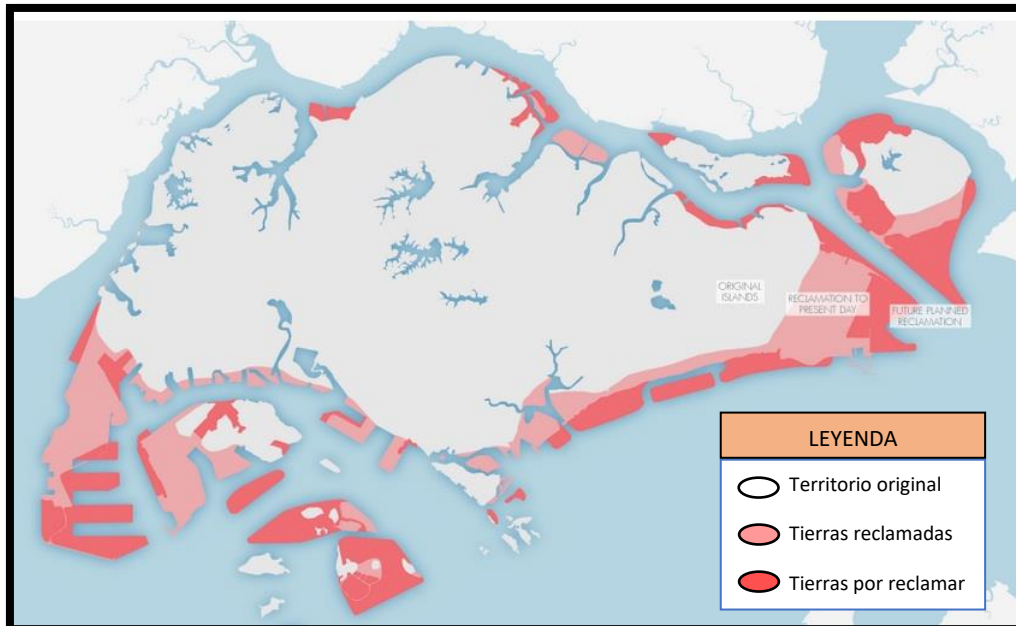 ORIGINAL
ISLANDS
RECLAMATION TO
PRESENT DAY
FUTURE PLANNED
RECLAMATION
LEYENDA
Territorio original
Tierras reclamadas
Tierras por reclamar